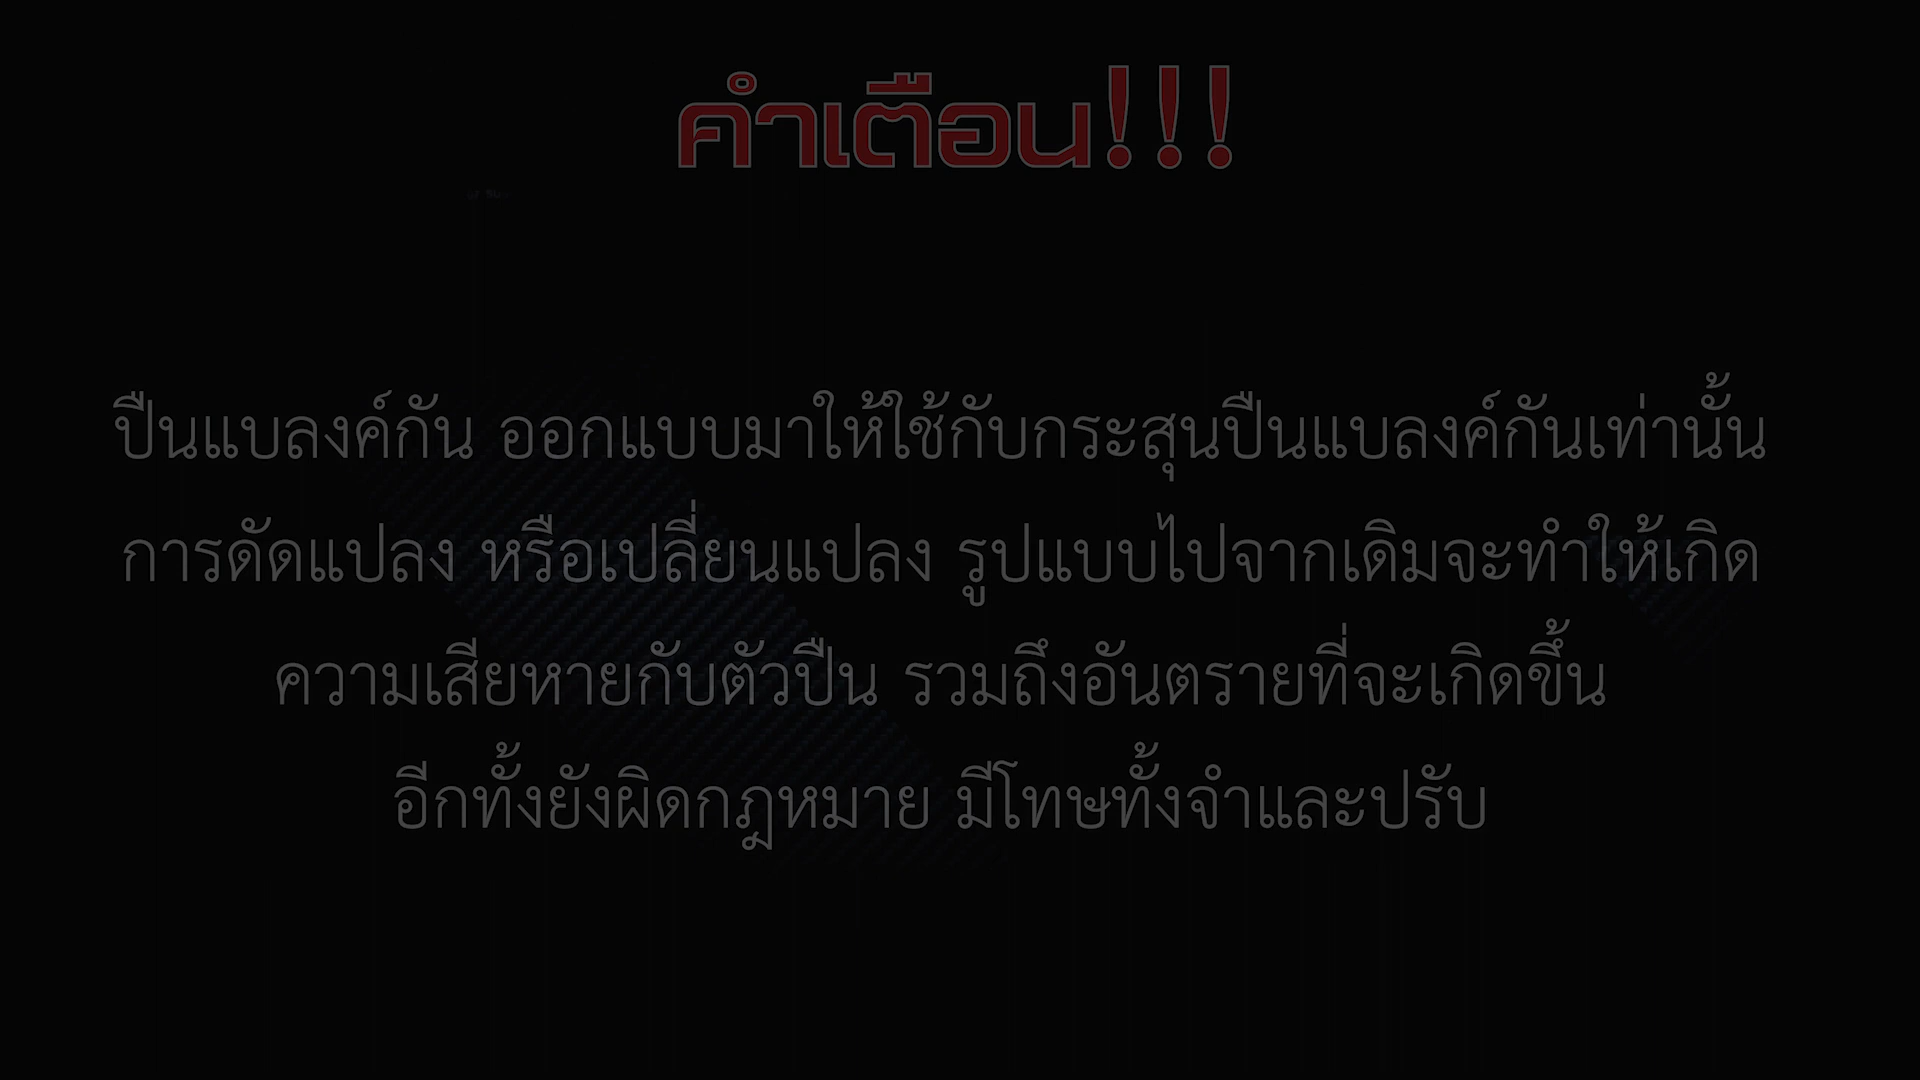 คำเตือน!!!
ปืนแบลงค์กัน ออกแบบมาให้ใช้กับกระสุนปืนแบลงค์กันเท่านั้น
การดัดแปลง หรือเปลี่ยนแปลง รูปแบบไปจากเดิมจะทำให้เกิด
ความเสียหายกับตัวปืน รวมถึงอันตรายที่จะเกิดขึ้น
อีกทั้งยังผิดกฎหมาย มีโทษทั้งจำและปรับ